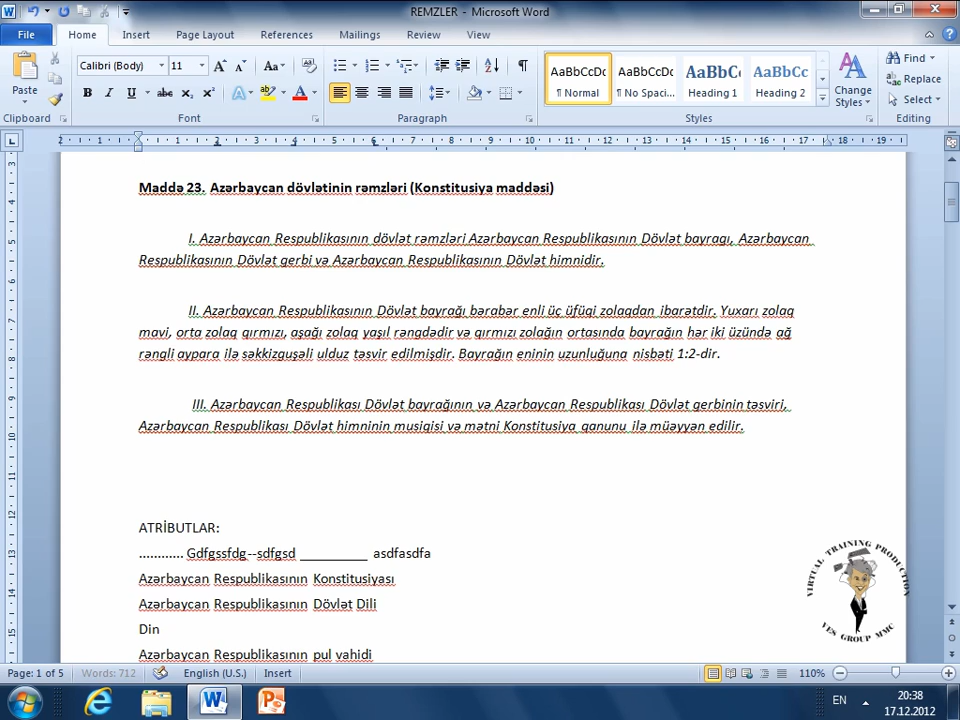 REMZLER - Microsoft Word
File Home Insert Page Layout References Mailings Review View
Paste
Clipboard
Calibri (Body) 11
Font
Paragraph
AaBbCcDc AaBbCcDc AaBbC AaBbCc
¶ Normal ¶ No Spaci... Heading 1 Heading 2
Change Styles
Styles
Find
Replace
Select
Editing
Maddə 23. Azərbaycan dövlətinin rəmzləri (Konstitusiya maddəsi)
I. Azərbaycan Respublikasının dövlət rəmzləri Azərbaycan Respublikasının Dövlət bayrağı, Azərbaycan
Respublikasının Dövlət gerbi və Azərbaycan Respublikasının Dövlət himnidir.
II. Azərbaycan Respublikasının Dövlət bayrağı bərabər enli üç üfüqi zolaqdan ibarətdir. Yuxarı zolaq
mavi, orta zolaq qırmızı, aşağı zolaq yaşıl rəngdədir və qırmızı zolağın ortasında bayrağın hər iki üzündə ağ
rəngli aypara ilə səkkizguşəli ulduz təsvir edilmişdir. Bayrağın eninin uzunluğuna nisbəti 1:2-dir.
III. Azərbaycan Respublikası Dövlət bayrağının və Azərbaycan Respublikası Dövlət gerbinin təsviri,
Azərbaycan Respublikası Dövlət himninin musiqisi və mətni Konstitusiya qanunu ilə müəyyən edilir.
ATRİBUTLAR:
............ Gdfgssfdg--sdfgsd __________ asdfasdfa
Azərbaycan Respublikasının Konstitusiyası
Azərbaycan Respublikasının Dövlət Dili
Din
Azərbaycan Respublikasının pul vahidi
VIRTUAL TRAINING PRODUCTION
YES GROUP MMC
Page: 1 of 5 Words: 712 English (U.S.) Insert 110%
EN 20:38
17.12.2012